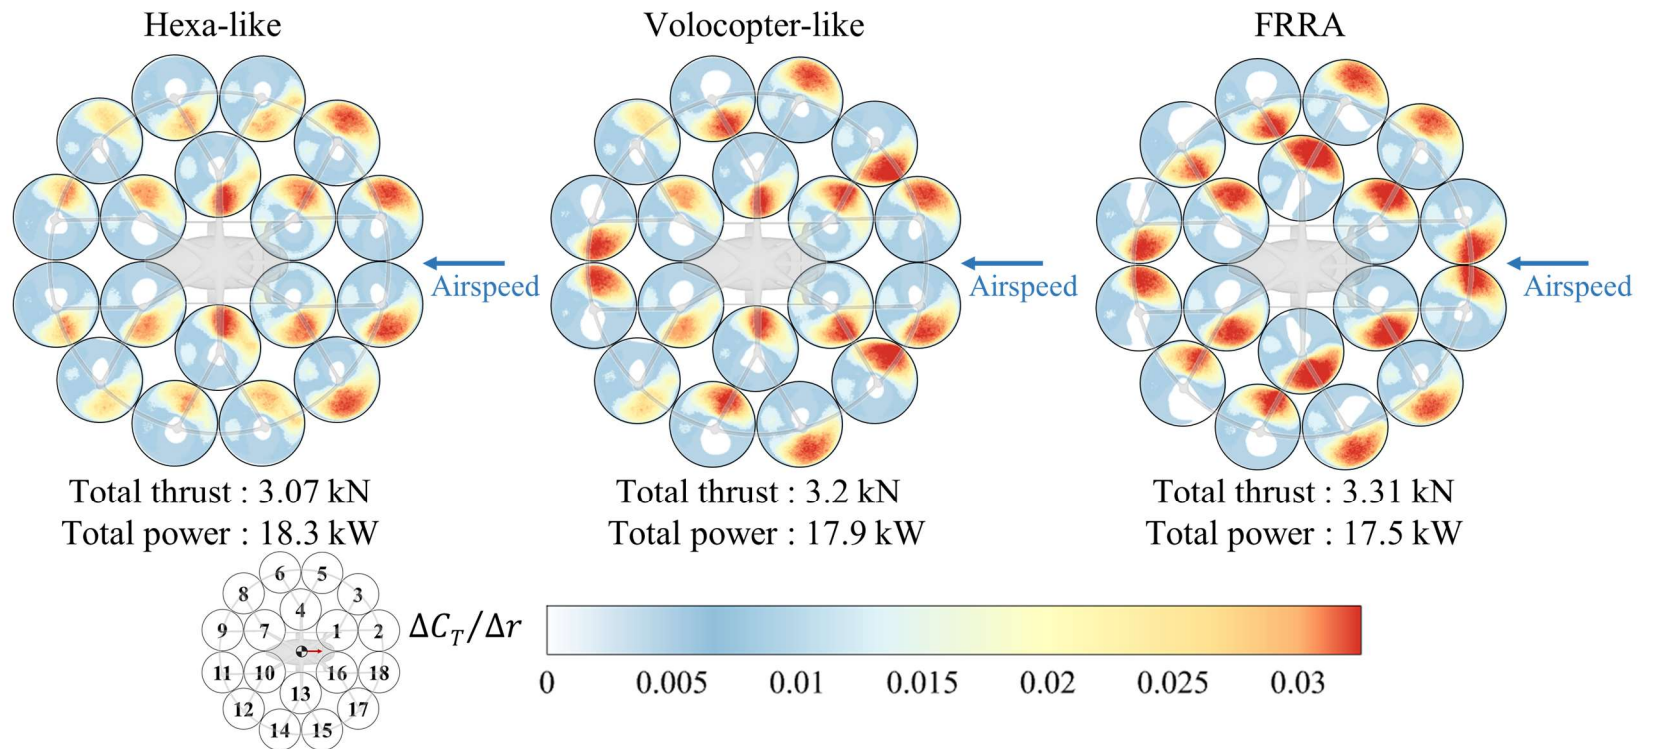 Hexa-like
Volocopter-like
FRRA
Airspeed
Airspeed
Airspeed
Total thrust : 3.07 kN
Total power : 18.3 kW
Total thrust : 3.2 kN
Total power : 17.9 kW
Total thrust : 3.31 kN
Total power : 17.5 kW
6 5
8 3
4
9 7 1 2
11 10 16 18
13
12 17
14 15
ΔC_T/Δr
0 0.005 0.01 0.015 0.02 0.025 0.03